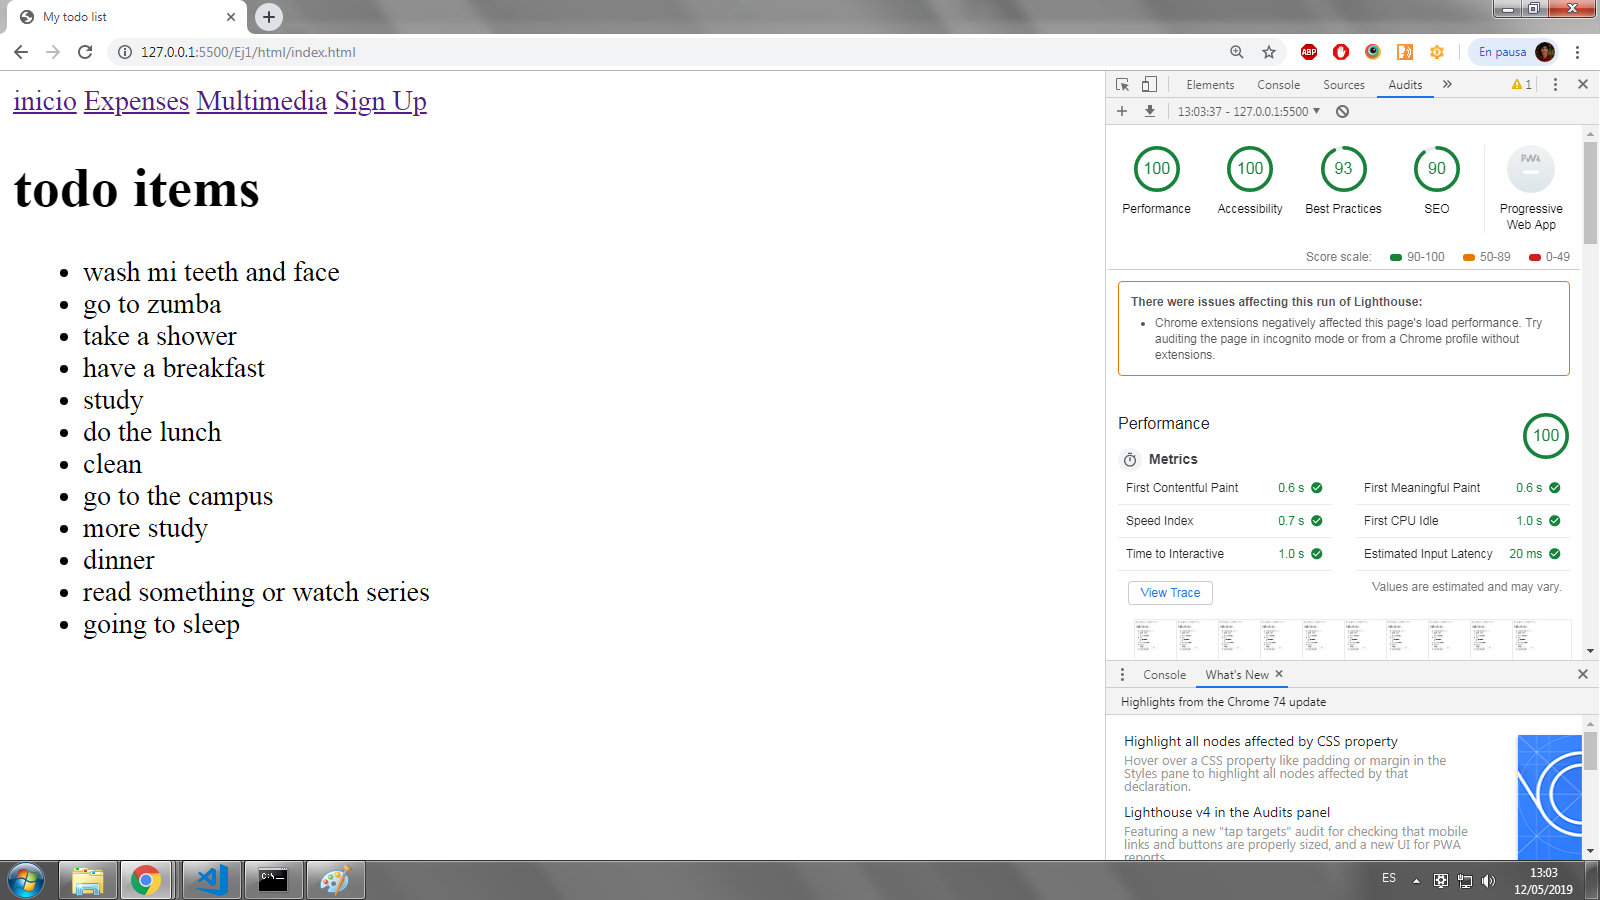 My todo list
127.0.0.1:5500/Ej1/html/index.html
ABP
En pausa
inicio Expenses Multimedia Sign Up
todo items
wash mi teeth and face
go to zumba
take a shower
have a breakfast
study
do the lunch
clean
go to the campus
more study
dinner
read something or watch series
going to sleep
Elements Console Sources Audits
1
13:03:37 - 127.0.0.1:5500
100 100 93 90 PWA
Performance Accessibility Best Practices SEO Progressive
Web App
Score scale: 90-100 50-89 0-49
There were issues affecting this run of Lighthouse:
Chrome extensions negatively affected this page's load performance. Try
auditing the page in incognito mode or from a Chrome profile without
extensions.
Performance
100
Metrics
First Contentful Paint 0.6 s First Meaningful Paint 0.6 s
Speed Index 0.7 s First CPU Idle 1.0 s
Time to Interactive 1.0 s Estimated Input Latency 20 ms
View Trace Values are estimated and may vary.
Console What's New
Highlights from the Chrome 74 update
Highlight all nodes affected by CSS property
Hover over a CSS property like padding or margin in the
Styles pane to highlight all nodes affected by that
declaration.
Lighthouse v4 in the Audits panel
Featuring a new "tap targets" audit for checking that mobile
links and buttons are properly sized, and a new UI for PWA
reports
C:\_
ES
13:03
12/05/2019